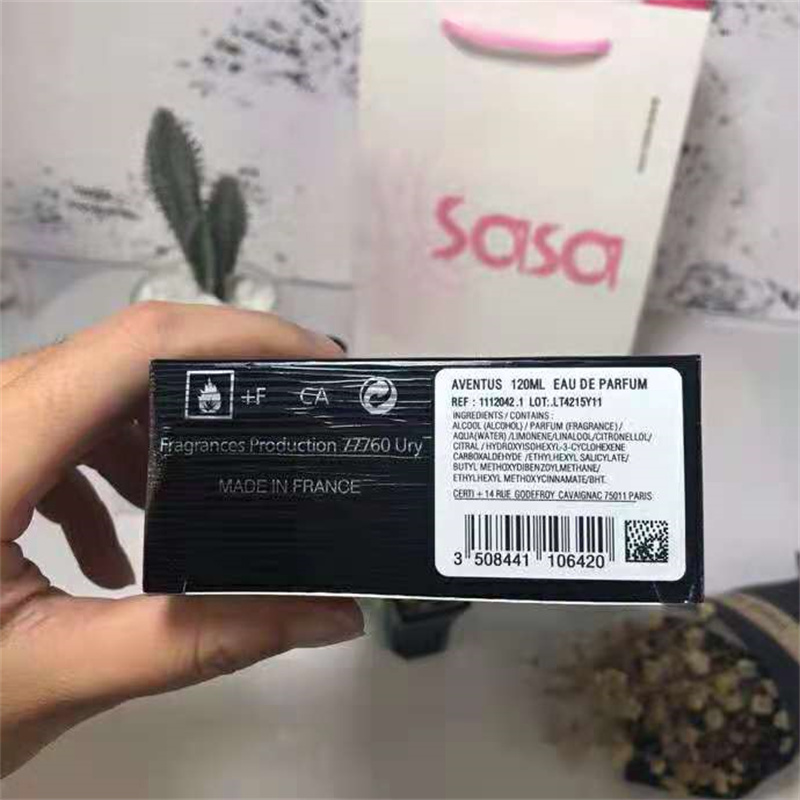 sasa
+F CA
Fragrances Production 77760 Ury
MADE IN FRANCE
AVENTUS 120ML EAU DE PARFUM
REF : 1112042.1 LOT:.LT4215Y11
INGREDIENTS / CONTAINS :
ALCOOL (ALCOHOL) / PARFUM (FRAGRANCE) /
AQUA(WATER) /LIMONENE/LINALOOL/CITRONELLOL/
CITRAL / HYDROXYISOHEXYL-3-CYCLOHEXENE
CARBOXALDEHYDE /ETHYLHEXYL SALICYLATE/
BUTYL METHOXYDIBENZOYLMETHANE/
ETHYLHEXYL METHOXYCINNAMATE/BHT.
CERTI + 14 RUE GODEFROY CAVAIGNAC 75011 PARIS
3 508441 106420